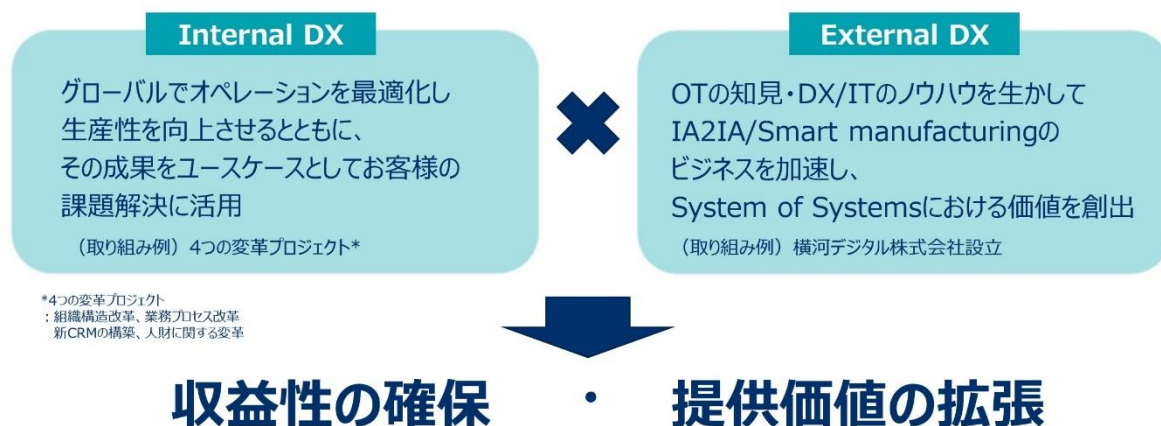 Internal DX
グローバルでオペレーションを最適化し
生産性を向上させるとともに、
その成果をユースケースとしてお客様の
課題解決に活用
（取り組み例）4つの変革プロジェクト*
External DX
OTの知見・DX/ITのノウハウを生かして
IA2IA/Smart manufacturingの
ビジネスを加速し、
System of Systemsにおける価値を創出
（取り組み例）横河デジタル株式会社設立
*4つの変革プロジェクト
：組織構造改革、業務プロセス改革
新CRMの構築、人財に関する変革
収益性の確保 ・ 提供価値の拡張